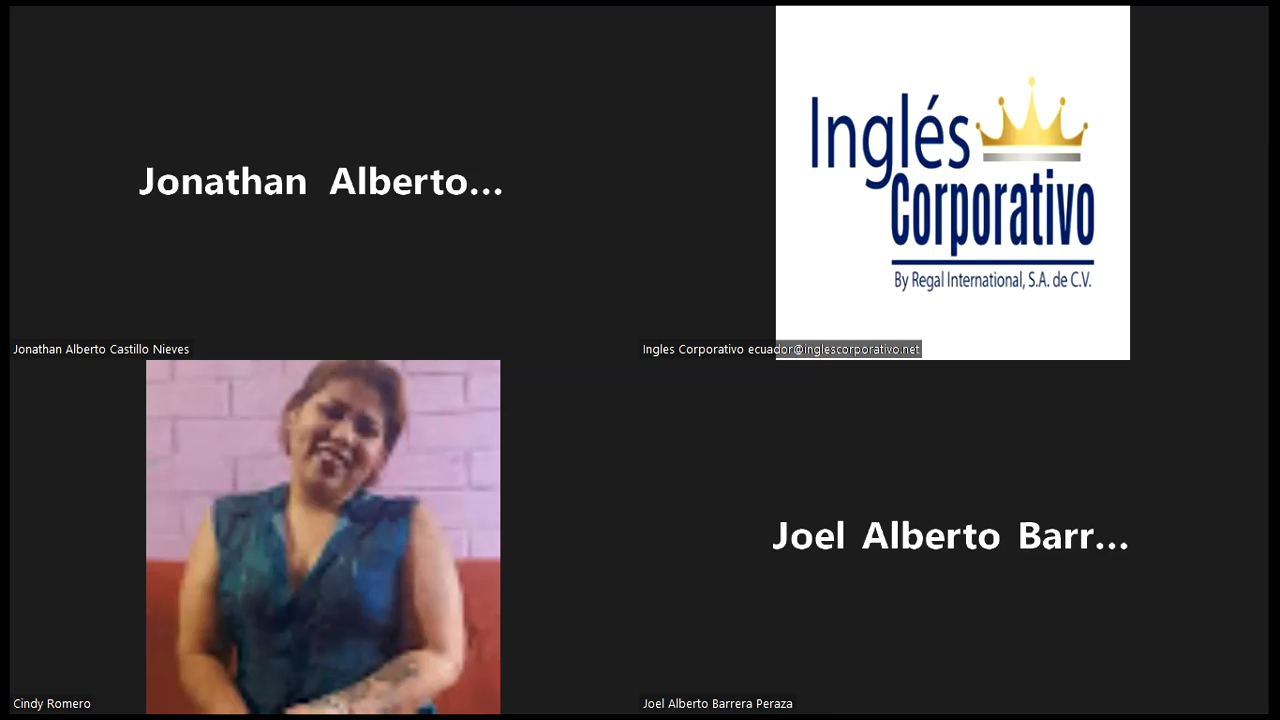 Jonathan Alberto...
Inglés
Corporativo
By Regal International, S.A. de C.V.
Jonathan Alberto Castillo Nieves
Ingles Corporativo ecuador@inglescorporativo.net
Joel Alberto Barr...
Cindy Romero
Joel Alberto Barrera Peraza